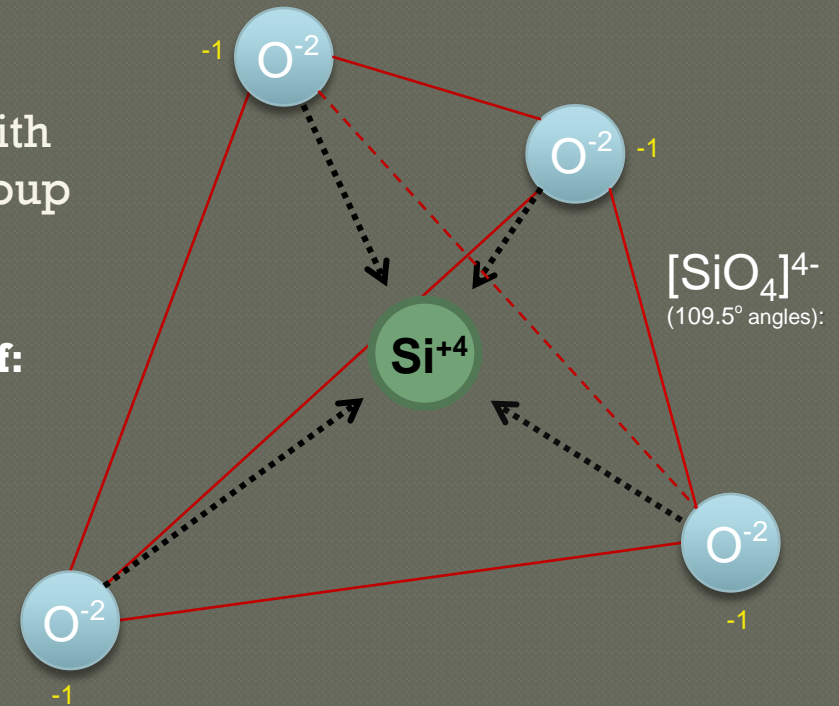 -1
O⁻²
ith
oup
O⁻²
-1
[SiO₄]⁴⁻
(109.5° angles):
f:
Si⁺⁴
O⁻²
-1
O⁻²
-1